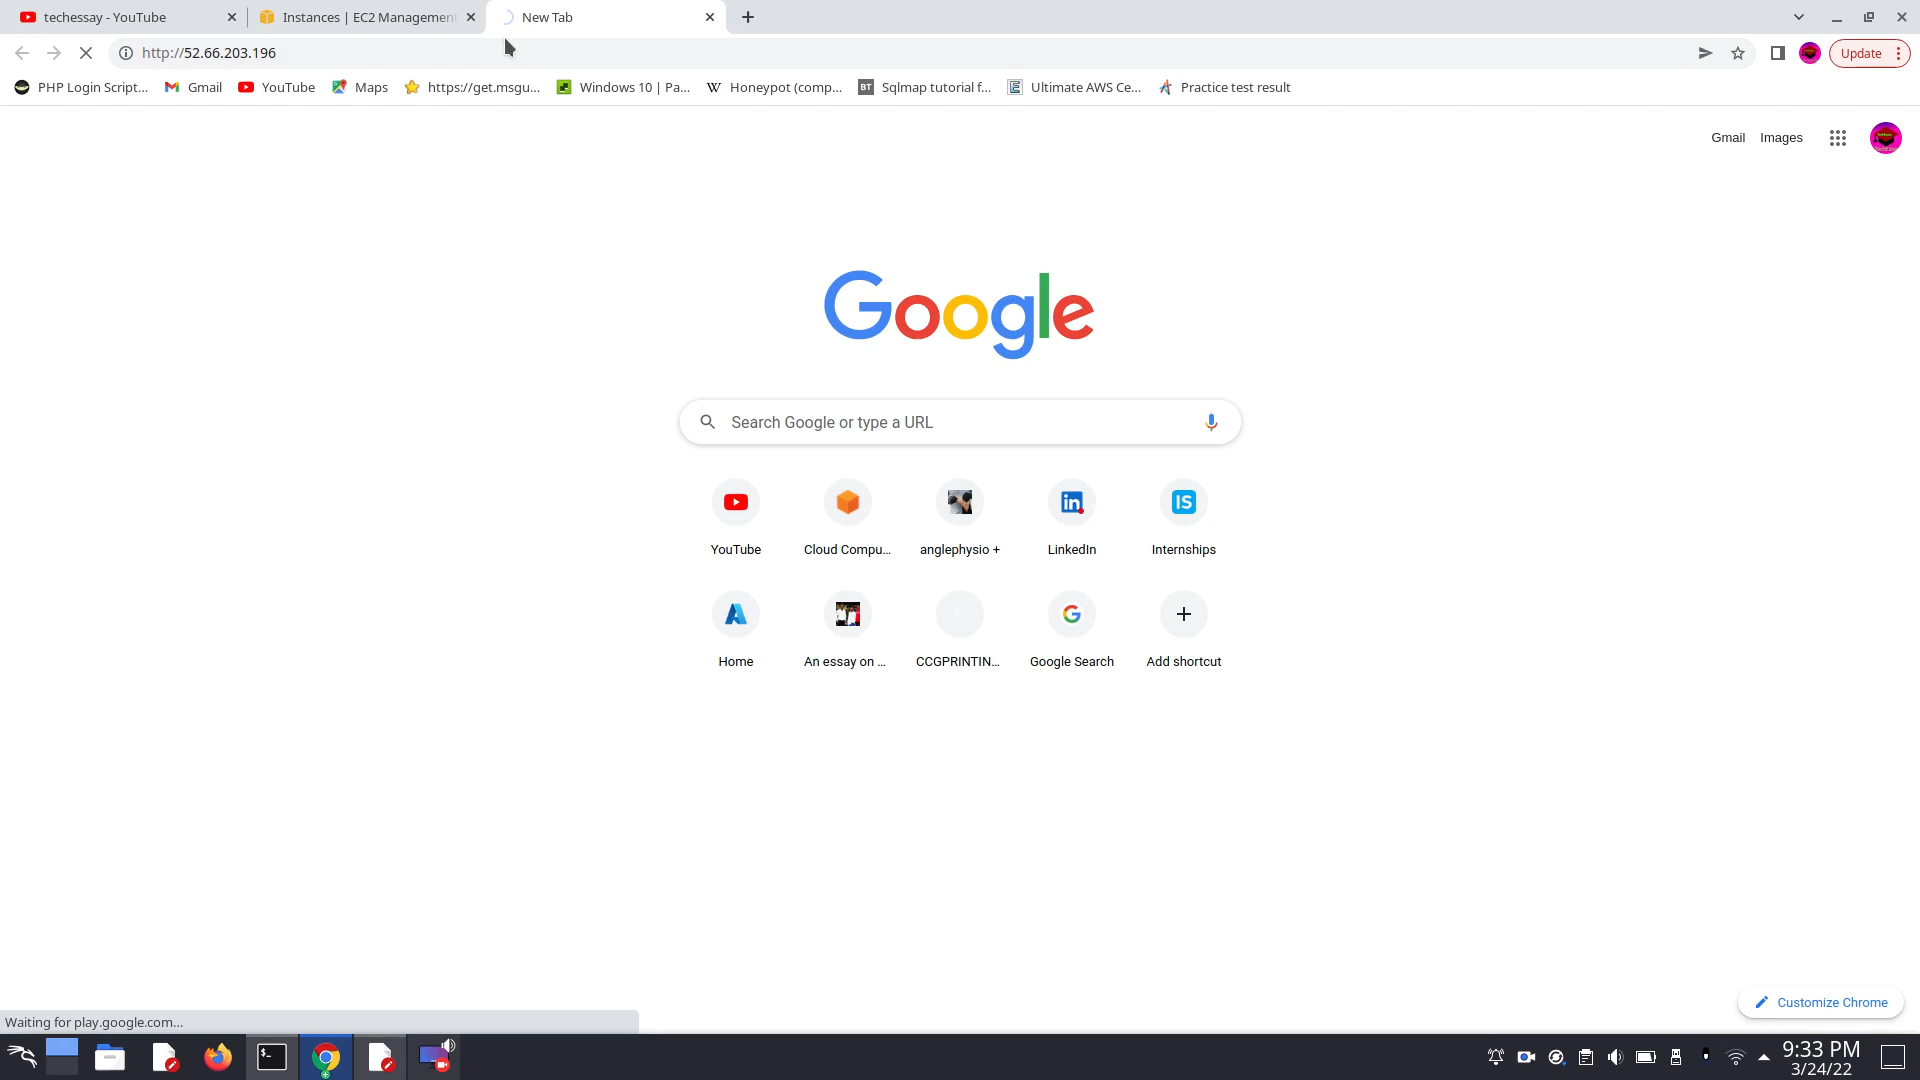 techessay - YouTube
Instances | EC2 Management
New Tab
http://52.66.203.196
Update
PHP Login Script...
Gmail
YouTube
Maps
https://get.msgu...
Windows 10 | Pa...
Honeypot (comp...
BT
Sqlmap tutorial f...
Ultimate AWS Ce...
Practice test result
Gmail
Images
Google
Search Google or type a URL
YouTube
Cloud Compu...
anglephysio +
LinkedIn
Internships
Home
An essay on ...
CCGPRINTIN...
Google Search
Add shortcut
Customize Chrome
Waiting for play.google.com...
9:33 PM
3/24/22